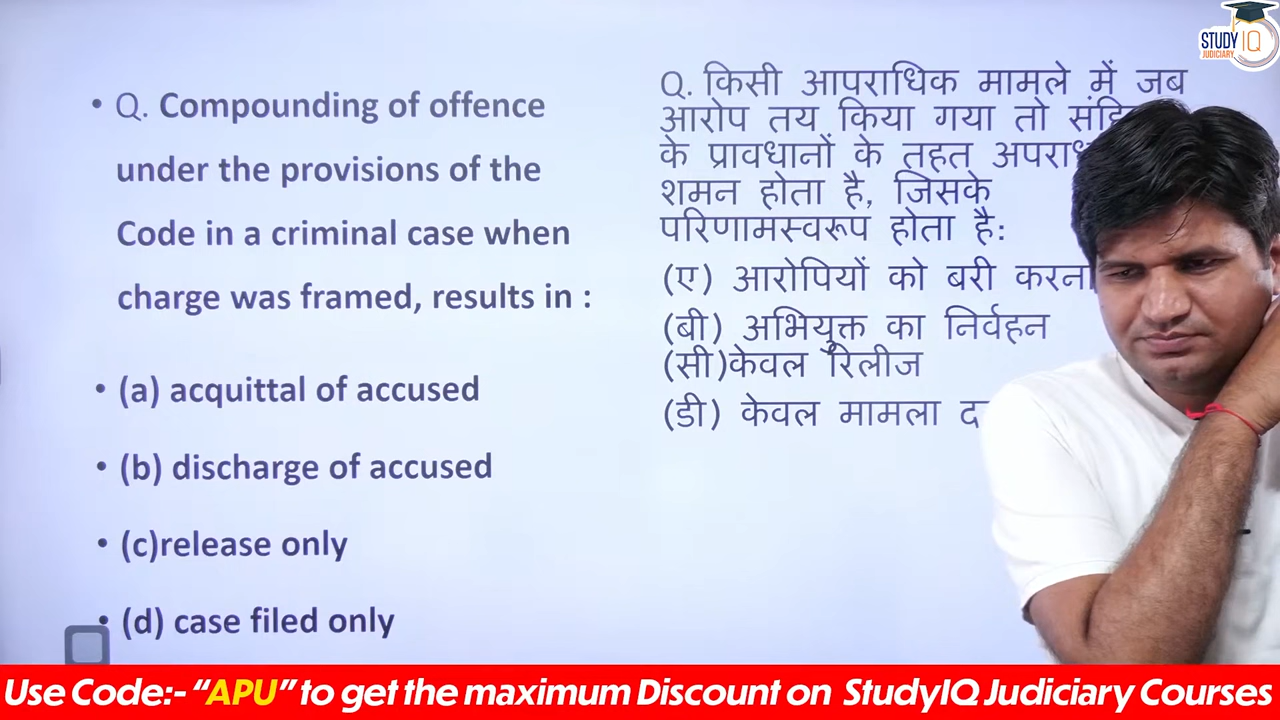 STUDY IQ
JUDICIARY
• Q. Compounding of offence
under the provisions of the
Code in a criminal case when
charge was framed, results in :
• (a) acquittal of accused
• (b) discharge of accused
• (c)release only
• (d) case filed only
Q. किसी आपराधिक मामले में जब
आरोप तय किया गया तो
के प्रावधानों के तहत
शमन होता है, जिसके
परिणामस्वरूप होता है:
(ए) आरोपियों को बरी करना
(बी) अभियुक्त का निर्वहन
(सी)केवल रिलीज
(डी) केवल मामला
Use Code:- “APU” to get the maximum Discount on StudyIQ Judiciary Courses